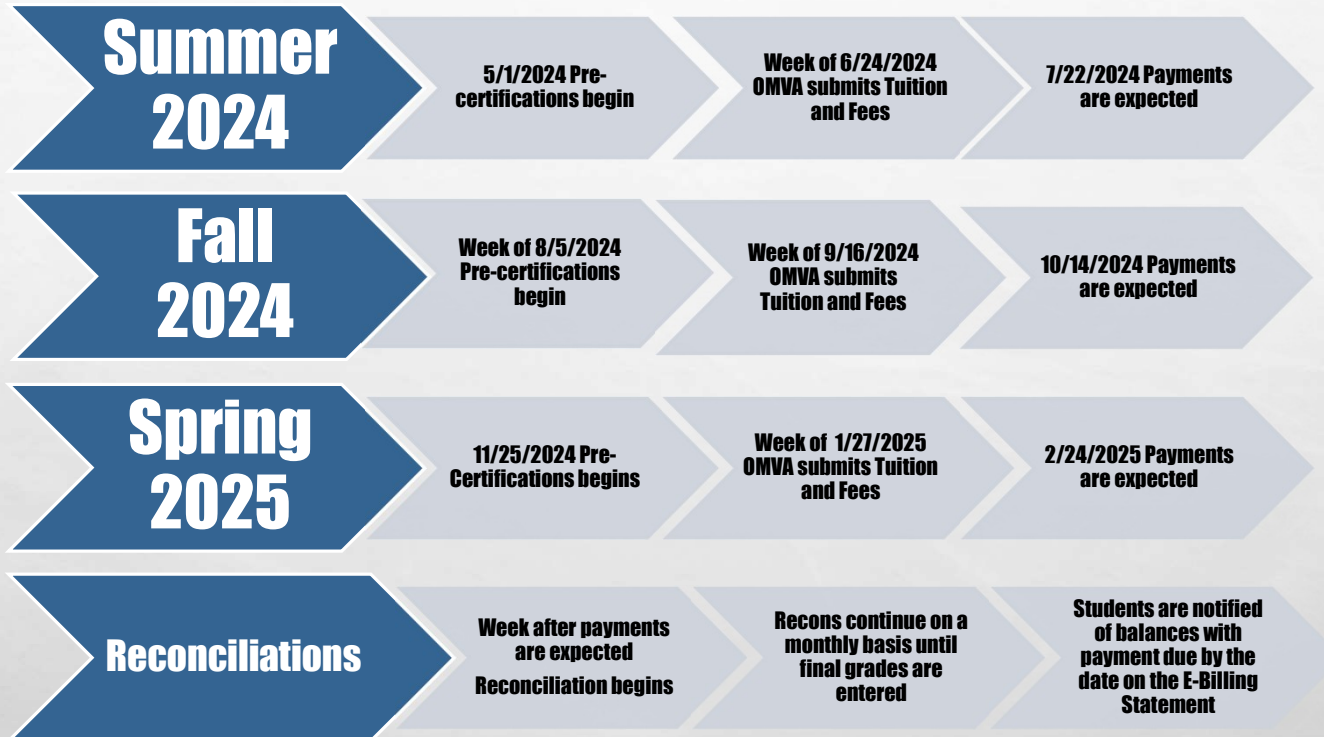 Summer
2024
5/1/2024 Pre-
certifications begin
Week of 6/24/2024
OMVA submits Tuition
and Fees
7/22/2024 Payments
are expected
Fall
2024
Week of 8/5/2024
Pre-certifications
begin
Week of 9/16/2024
OMVA submits
Tuition and Fees
10/14/2024 Payments
are expected
Spring
2025
11/25/2024 Pre-
Certifications begins
Week of 1/27/2025
OMVA submits Tuition
and Fees
2/24/2025 Payments
are expected
Reconciliations
Week after payments
are expected
Reconciliation begins
Recons continue on a
monthly basis until
final grades are
entered
Students are notified
of balances with
payment due by the
date on the E-Billing
Statement